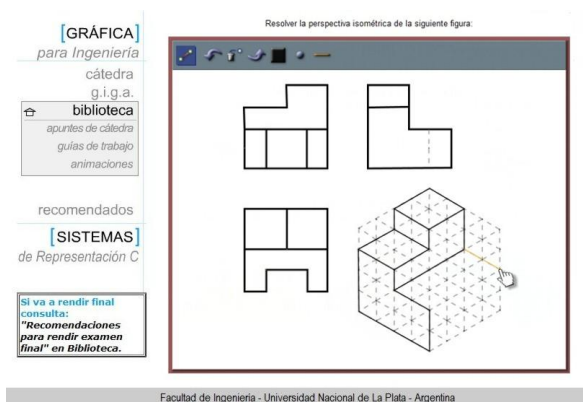 [GRÁFICA]
para Ingeniería
cátedra
g.i.g.a.
biblioteca
apuntes de cátedra
guías de trabajo
animaciones
recomendados
[SISTEMAS]
de Representación C
Si va a rendir final
consulta:
"Recomendaciones
para rendir examen
final" en Biblioteca.
Resolver la perspectiva isométrica de la siguiente figura:
Facultad de Ingeniería - Universidad Nacional de La Plata - Argentina